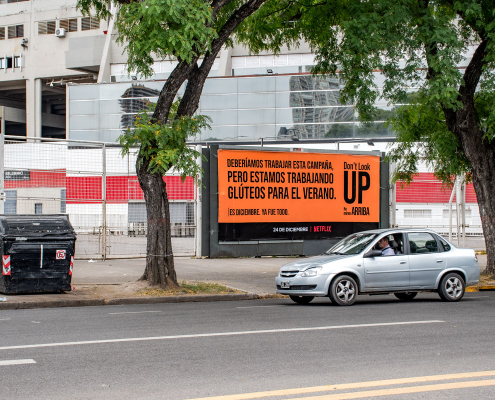 DEBERÍAMOS TRABAJAR ESTA CAMPAÑA,
PERO ESTAMOS TRABAJANDO
GLÚTEOS PARA EL VERANO.
ES DICIEMBRE. YA FUE TODO.
Don't Look
UP
ARRIBA
24 DE DICIEMBRE | NETFLIX